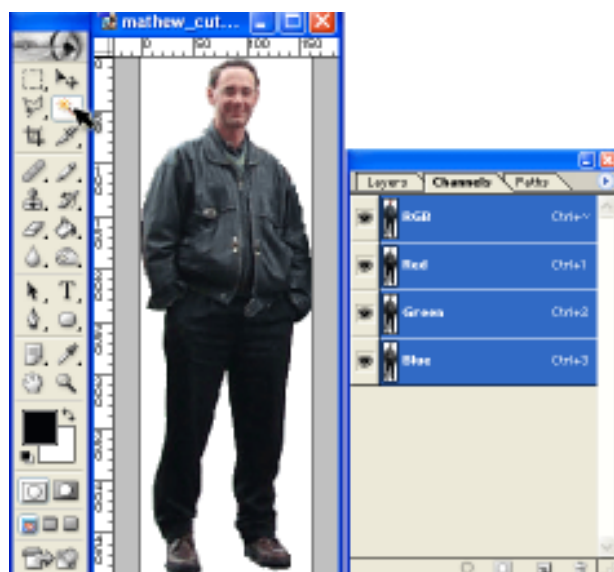 mathew_cut...
0 50 100 150
Layers Channels Paths
RGB Ctrl+~
Red Ctrl+1
Green Ctrl+2
Blue Ctrl+3
T